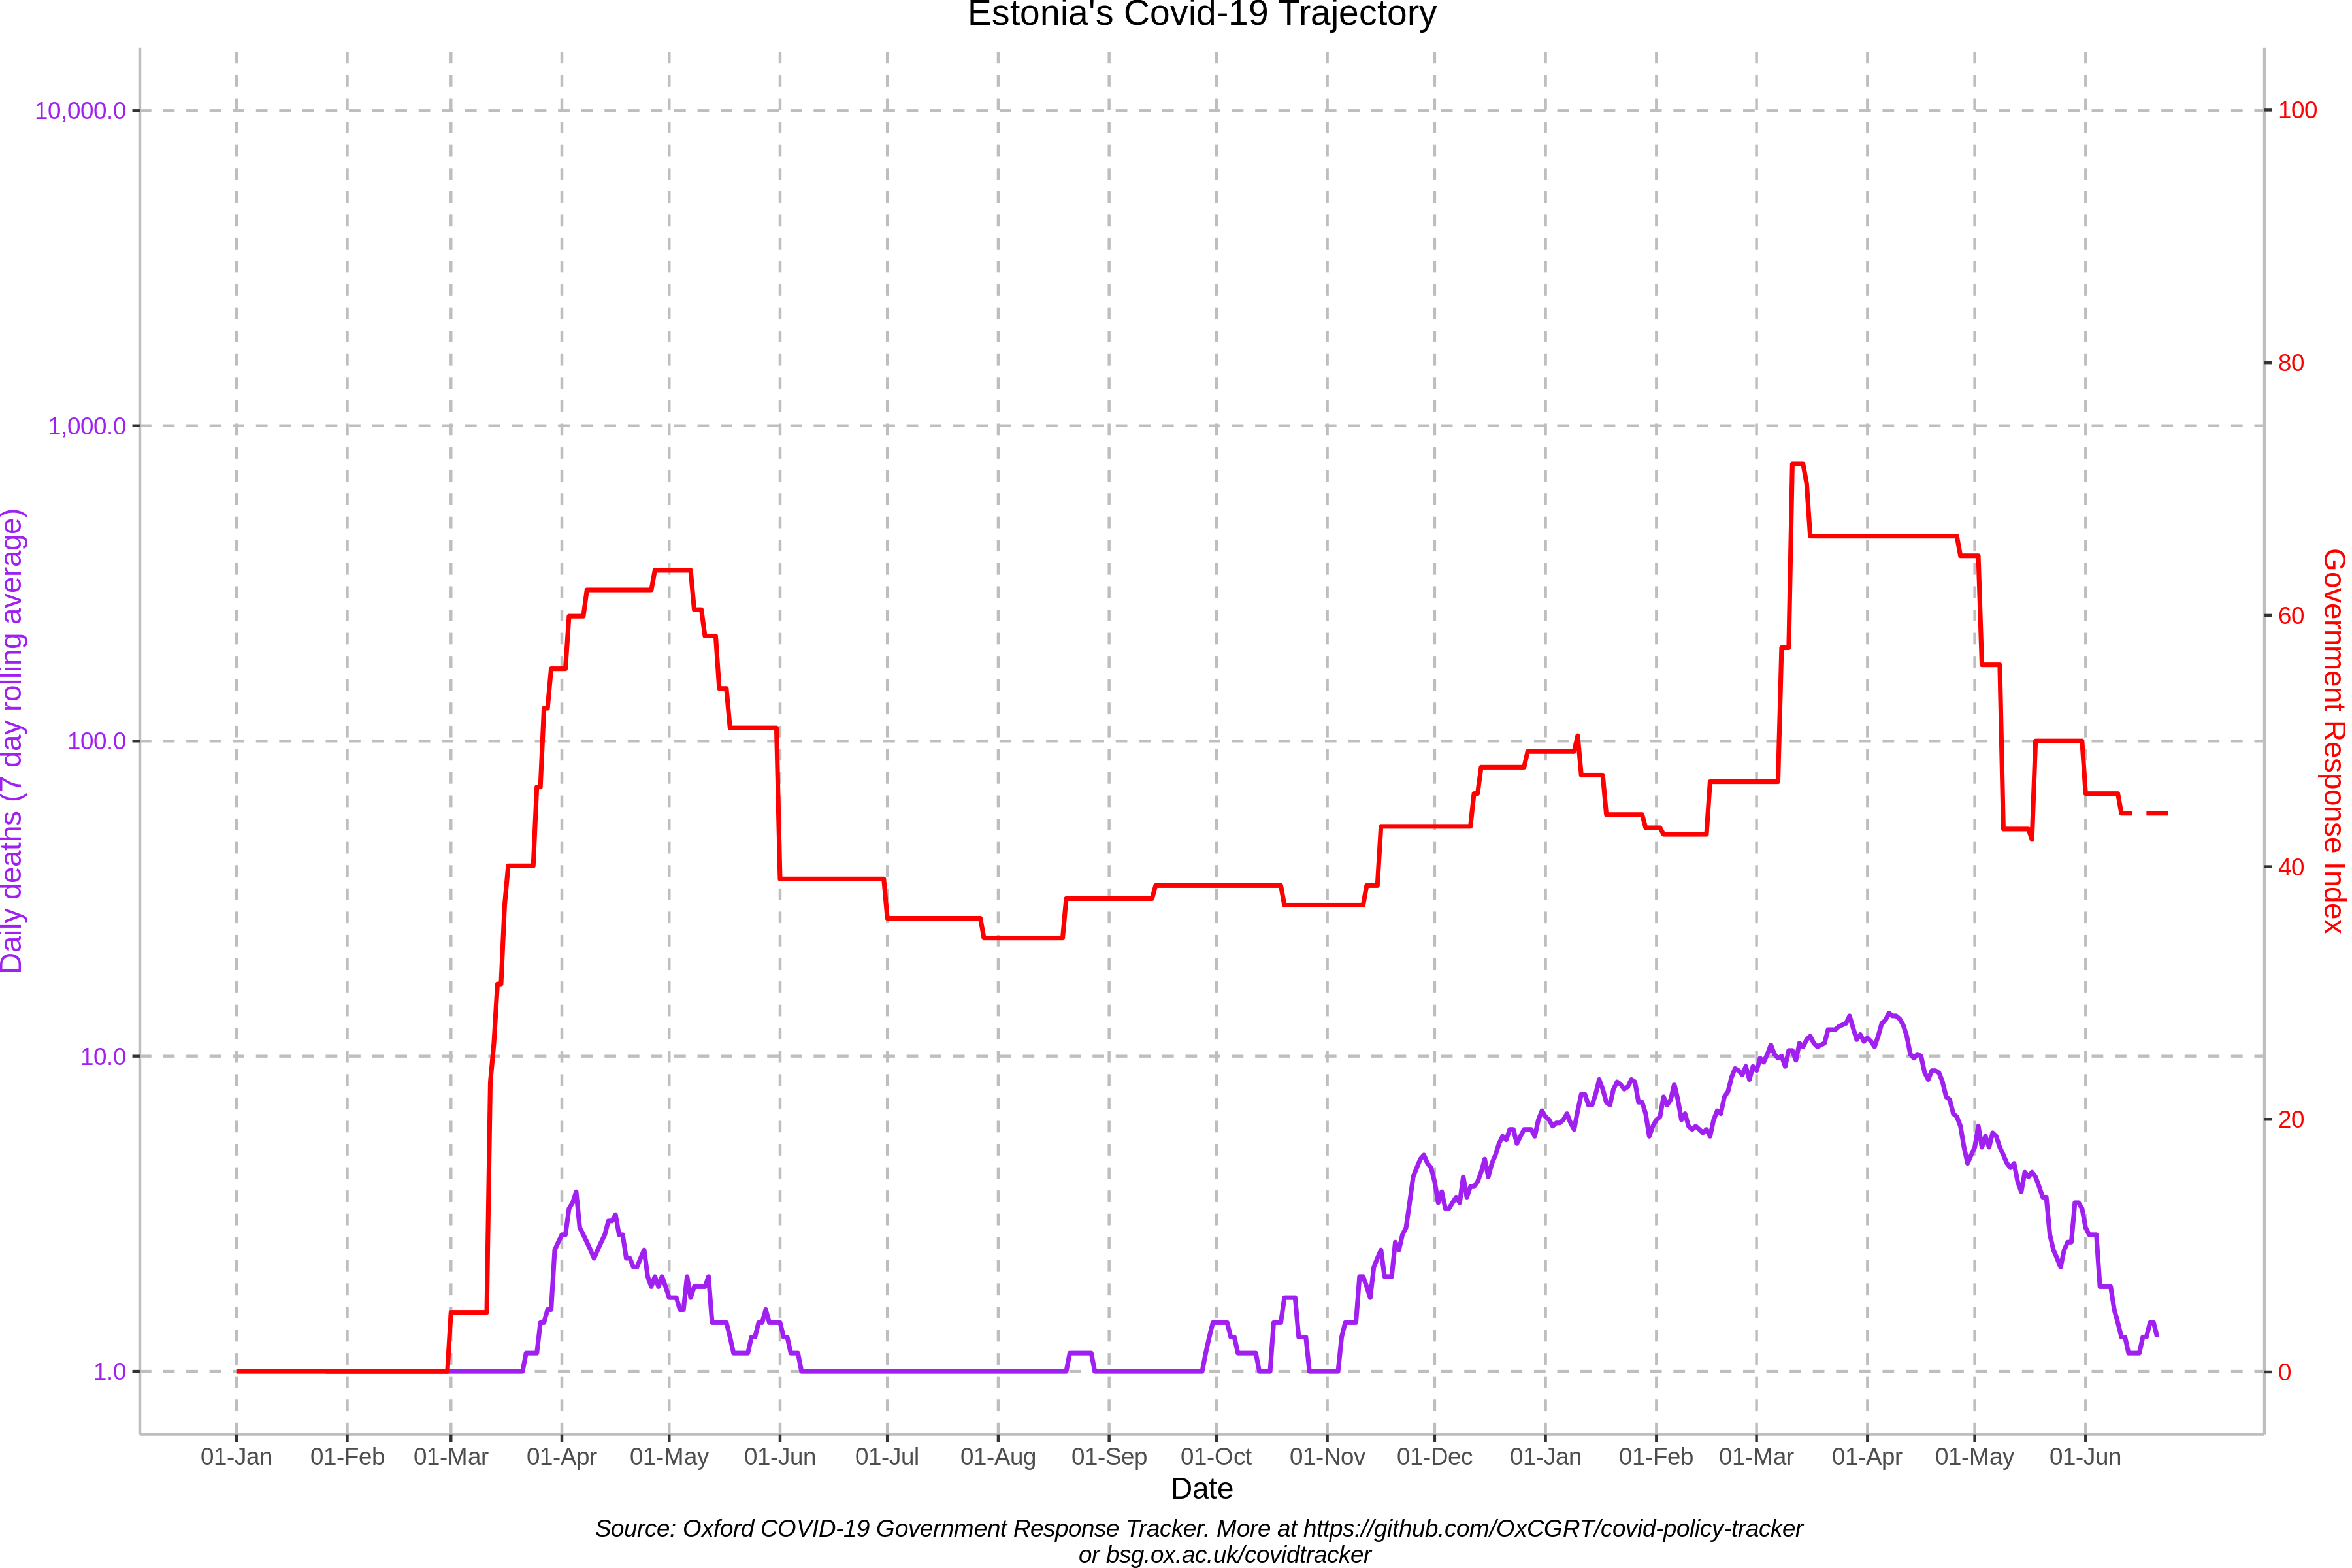 Estonia's Covid-19 Trajectory
10,000.0
1,000.0
100.0
10.0
1.0
Daily deaths (7 day rolling average)
100
80
60
40
20
0
Government Response Index
01-Jan 01-Feb 01-Mar 01-Apr 01-May 01-Jun 01-Jul 01-Aug 01-Sep 01-Oct 01-Nov 01-Dec 01-Jan 01-Feb 01-Mar 01-Apr 01-May 01-Jun
Date
Source: Oxford COVID-19 Government Response Tracker. More at https://github.com/OxCGRT/covid-policy-tracker
or bsg.ox.ac.uk/covidtracker